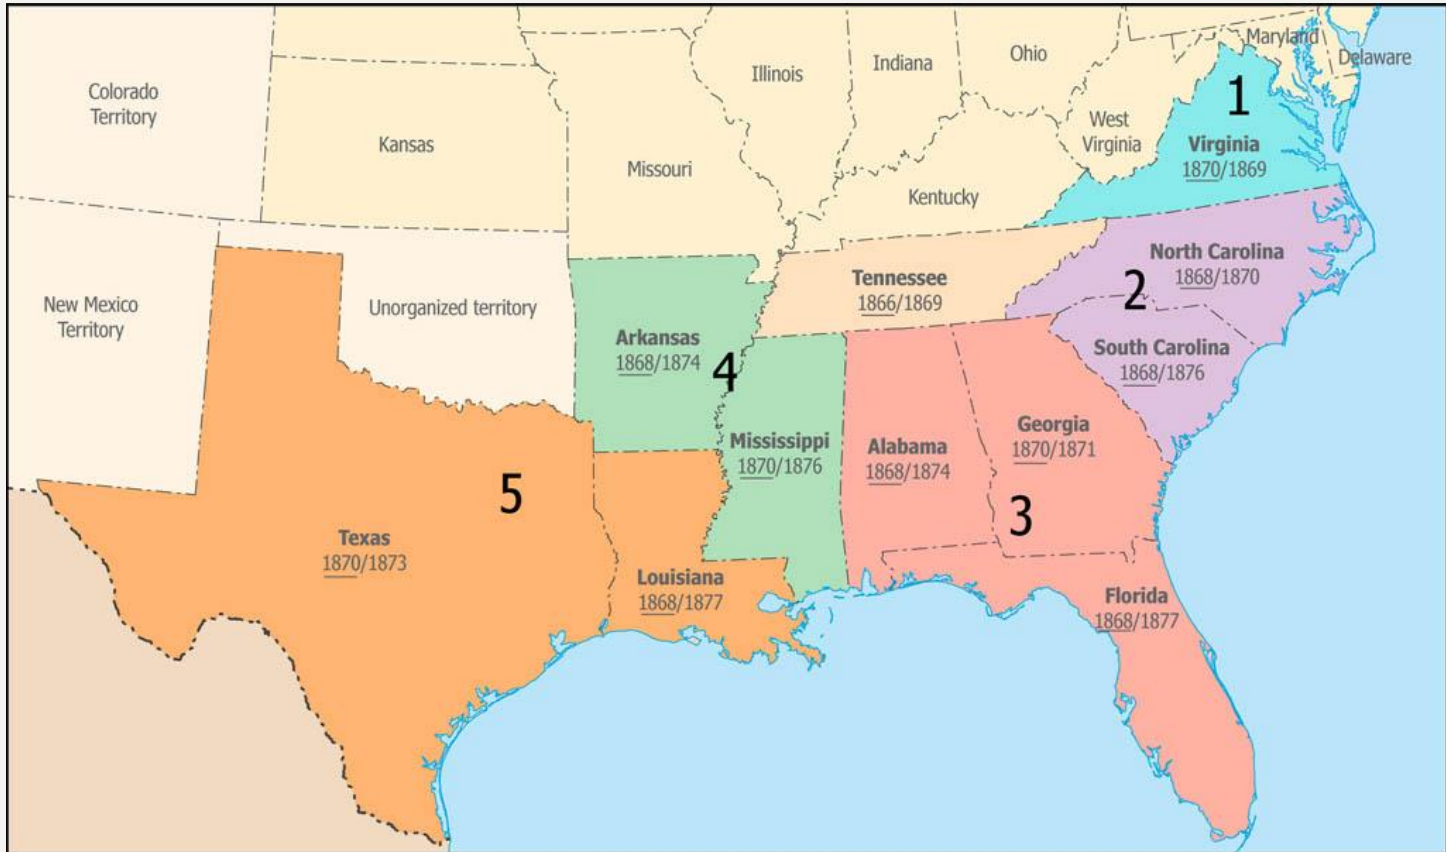 Maryland
Delaware
Ohio
Indiana
Illinois
Colorado
Territory
1
West
Virginia
Virginia
1870/1869
Kansas
Missouri
Kentucky
North Carolina
1868/1870
2
Tennessee
1866/1869
New Mexico
Territory
Unorganized territory
Arkansas
1868/1874
4
South Carolina
1868/1876
Mississippi
1870/1876
Alabama
1868/1874
Georgia
1870/1871
3
5
Texas
1870/1873
Louisiana
1868/1877
Florida
1868/1877